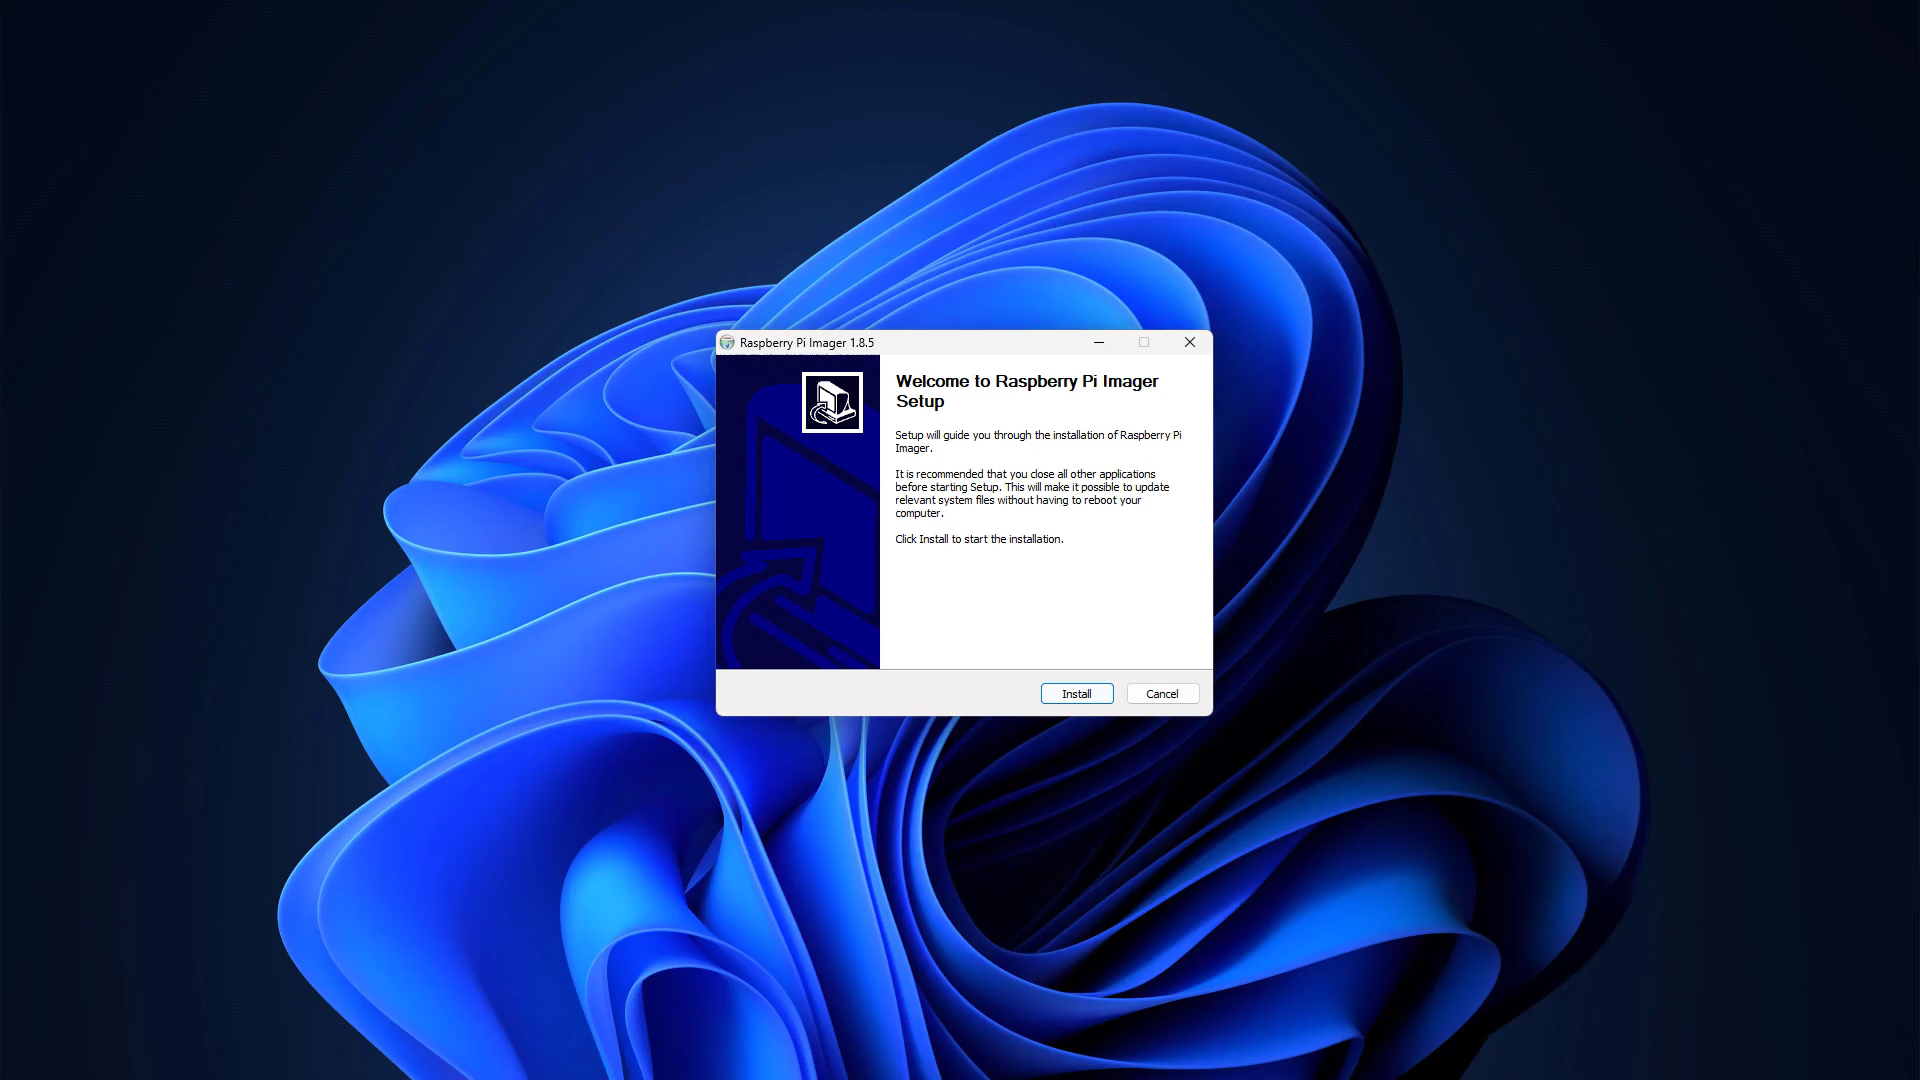 Raspberry Pi Imager 1.8.5
Welcome to Raspberry Pi Imager
Setup
Setup will guide you through the installation of Raspberry Pi
Imager.
It is recommended that you close all other applications
before starting Setup. This will make it possible to update
relevant system files without having to reboot your
computer.
Click Install to start the installation.
Install
Cancel